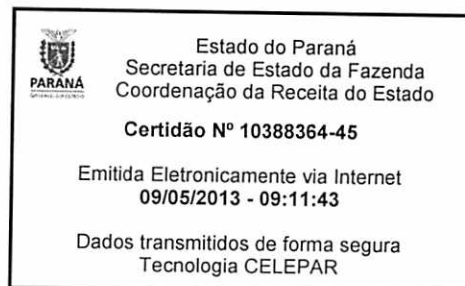 Estado do Paraná
Secretaria de Estado da Fazenda
PARANÁ
Coordenação da Receita do Estado
Certidão Nº 10388364-45
Emitida Eletronicamente via Internet
09/05/2013 - 09:11:43
Dados transmitidos de forma segura
Tecnologia CELEPAR